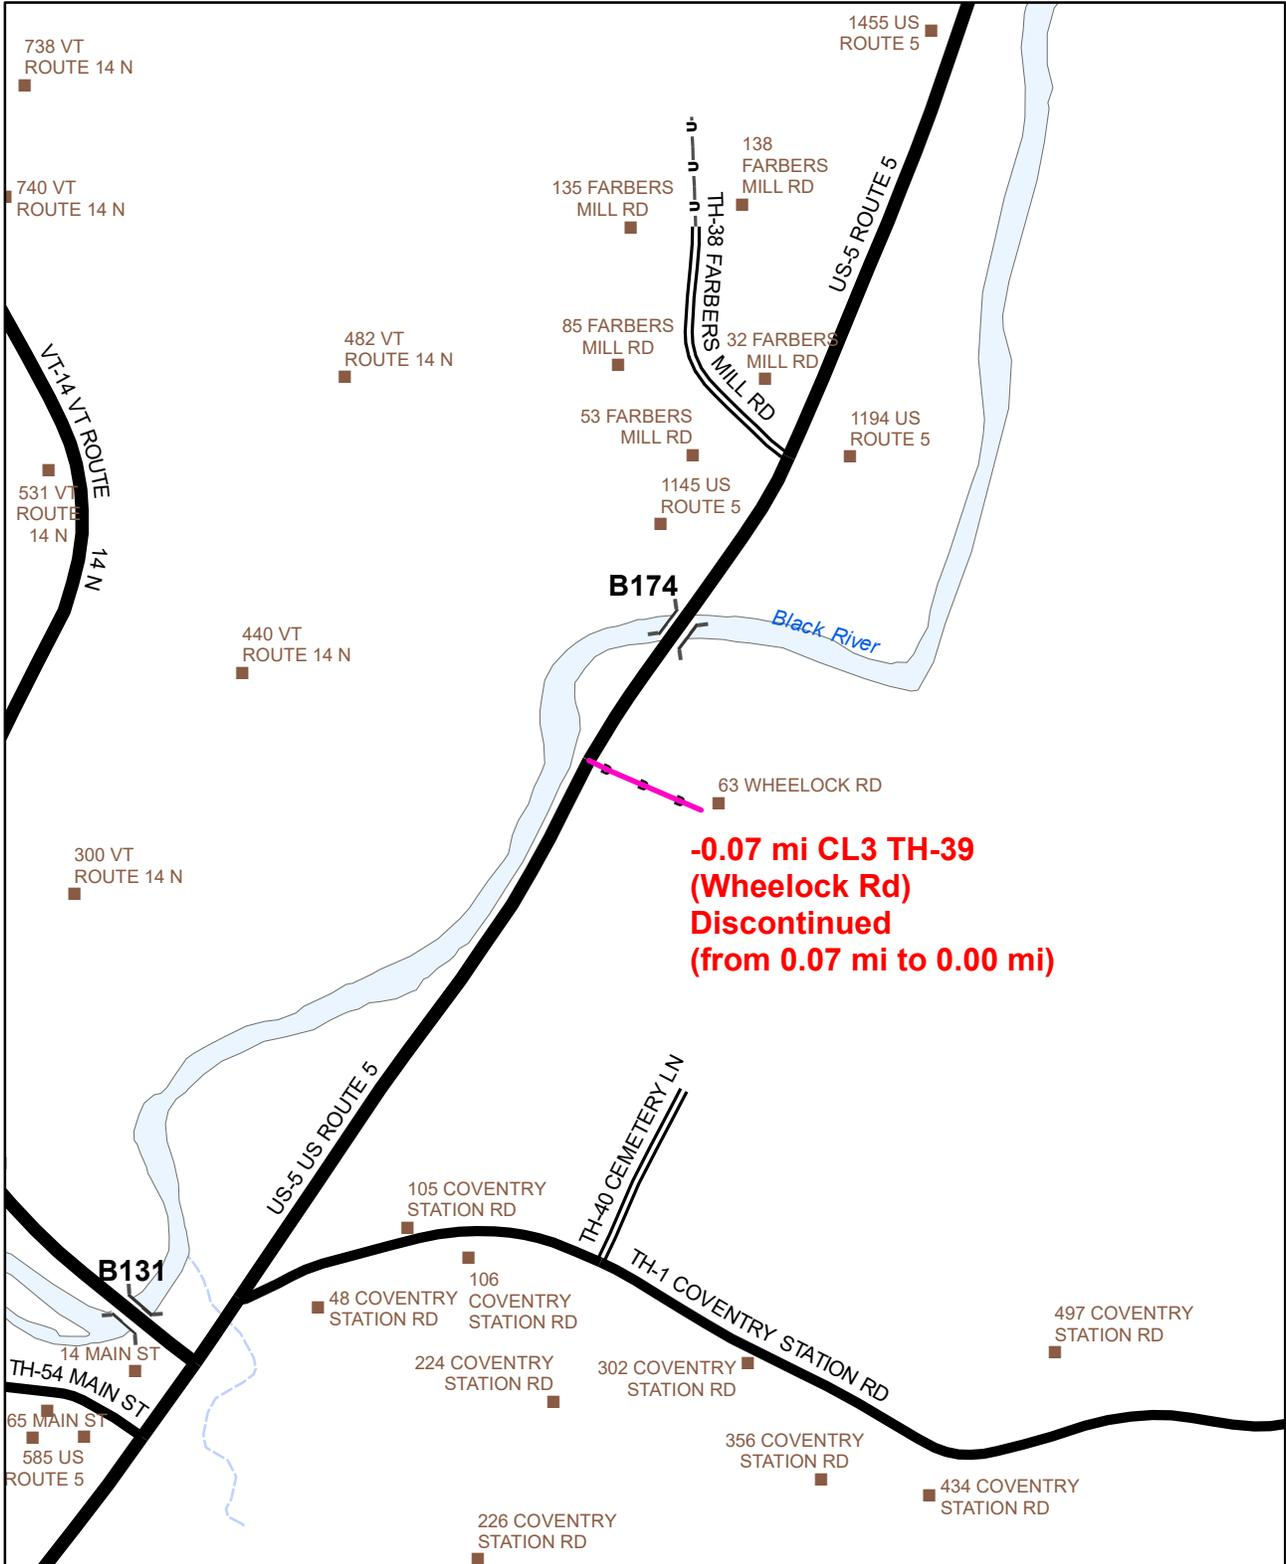 1455 US
ROUTE 5
738 VT
ROUTE 14 N
138
FARBERS
MILL RD
740 VT
ROUTE 14 N
135 FARBERS
MILL RD
TH-38 FARBERS MILL RD
US-5 ROUTE 5
85 FARBERS
MILL RD
32 FARBERS
MILL RD
482 VT
ROUTE 14 N
VT-14 VT ROUTE 14 N
53 FARBERS
MILL RD
1194 US
ROUTE 5
531 VT
ROUTE
14 N
1145 US
ROUTE 5
B174
Black River
440 VT
ROUTE 14 N
63 WHEELOCK RD
-0.07 mi CL3 TH-39
(Wheelock Rd)
Discontinued
(from 0.07 mi to 0.00 mi)
300 VT
ROUTE 14 N
US-5 US ROUTE 5
TH-40 CEMETERY LN
105 COVENTRY
STATION RD
TH-1 COVENTRY STATION RD
B131
106
COVENTRY
STATION RD
48 COVENTRY
STATION RD
497 COVENTRY
STATION RD
14 MAIN ST
TH-54 MAIN ST
224 COVENTRY
STATION RD
302 COVENTRY
STATION RD
65 MAIN ST
585 US
ROUTE 5
356 COVENTRY
STATION RD
434 COVENTRY
STATION RD
226 COVENTRY
STATION RD